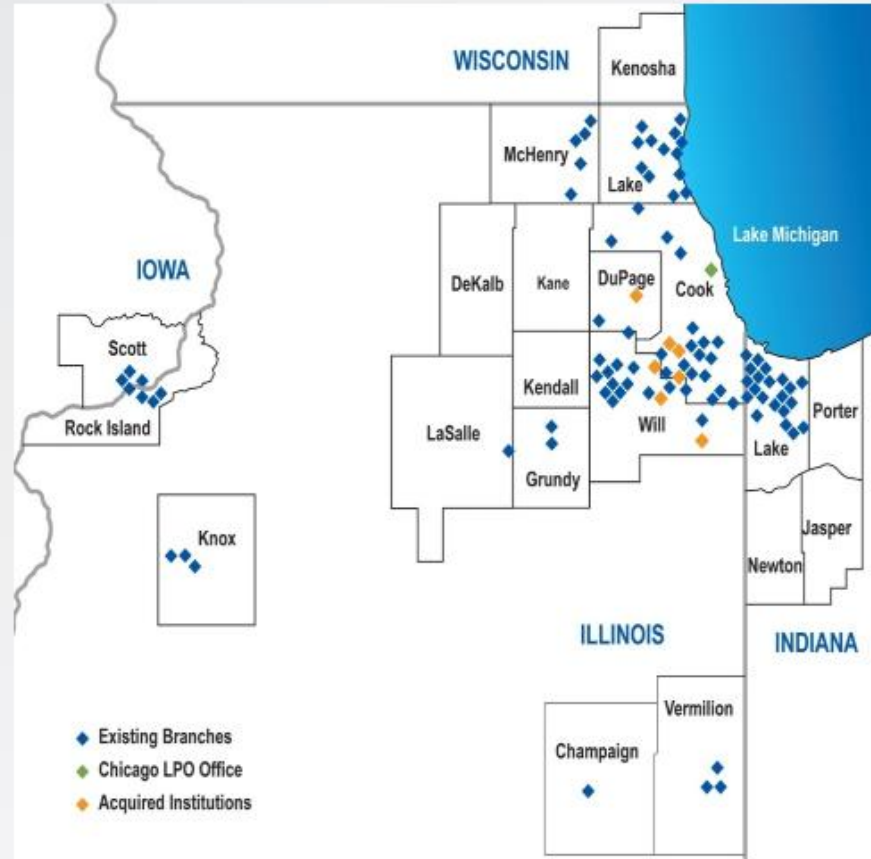 WISCONSIN
Kenosha
McHenry
Lake
Lake Michigan
IOWA
DeKalb
Kane
DuPage
Cook
Scott
Kendall
Rock Island
LaSalle
Will
Porter
Lake
Grundy
Knox
Jasper
Newton
ILLINOIS
INDIANA
Vermilion
Champaign
Existing Branches
Chicago LPO Office
Acquired Institutions